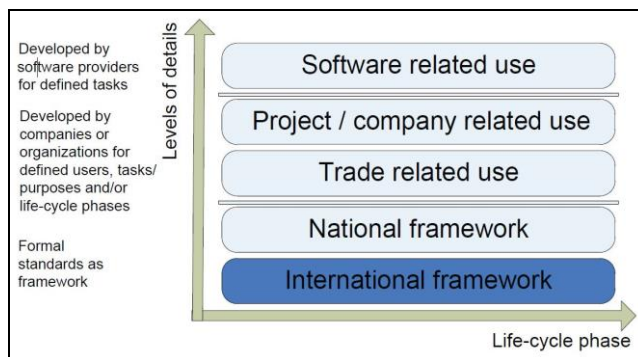 Developed by
software providers
for defined tasks
Developed by
companies or
organizations for
defined users, tasks/
purposes and/or
life-cycle phases
Formal
standards as
framework
Levels of details
Software related use
Project / company related use
Trade related use
National framework
International framework
Life-cycle phase